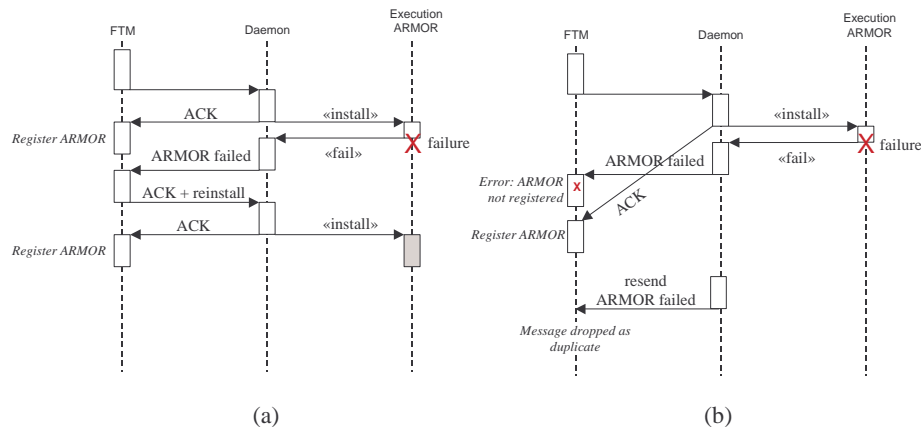 FTM
Daemon
Execution
ARMOR
ACK
«install»
Register ARMOR
X
failure
«fail»
ARMOR failed
ACK + reinstall
ACK
«install»
Register ARMOR
(a)
FTM
Daemon
Execution
ARMOR
«install»
X
failure
«fail»
ARMOR failed
Error: ARMOR
not registered
x
ACK
Register ARMOR
resend
ARMOR failed
Message dropped as
duplicate
(b)